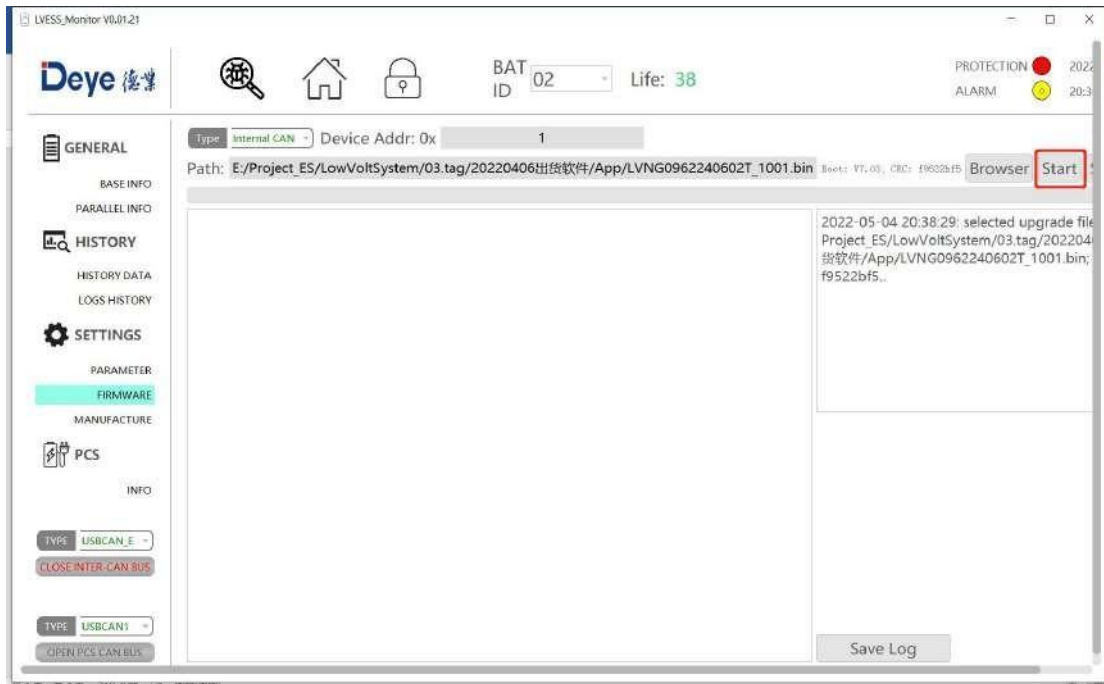 LVESS_Monitor V0.01.21
Deye 德業
BAT ID 02 Life: 38
PROTECTION 2022
ALARM 20:3
GENERAL
BASE INFO
PARALLEL INFO
HISTORY
HISTORY DATA
LOGS HISTORY
SETTINGS
PARAMETER
FIRMWARE
MANUFACTURE
PCS
INFO
TYPE USBCAN_E
CLOSE INTER-CAN BUS
TYPE USBCAN1
OPEN PCS CAN BUS
Type Internal CAN Device Addr: 0x 1
Path: E:/Project_ES/LowVoltSystem/03.tag/20220406出货软件/App/LVNG0962240602T_1001.bin Browser Start
2022-05-04 20:38:29: selected upgrade file
Project_ES/LowVoltSystem/03.tag/202204
货软件/App/LVNG0962240602T_1001.bin;
f9522bf5..
Save Log